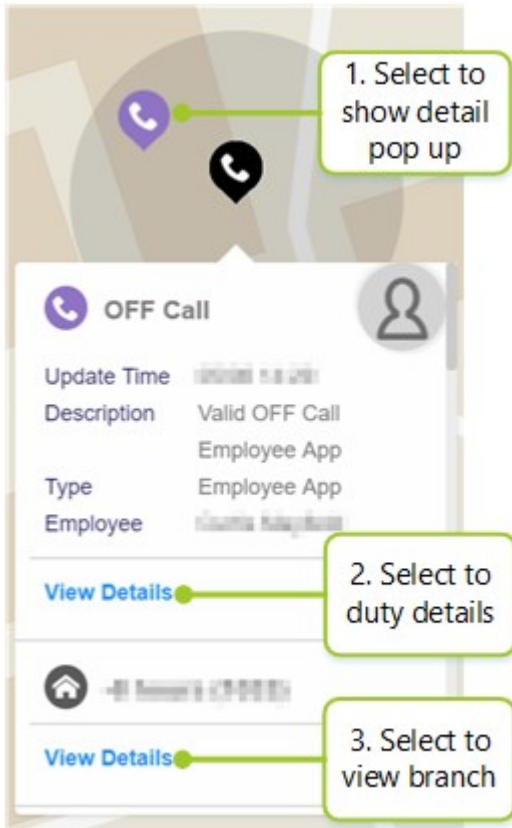 1. Select to
show detail
pop up
OFF Call
Update Time
Description Valid OFF Call
Employee App
Type Employee App
Employee
View Details
2. Select to
duty details
View Details
3. Select to
view branch